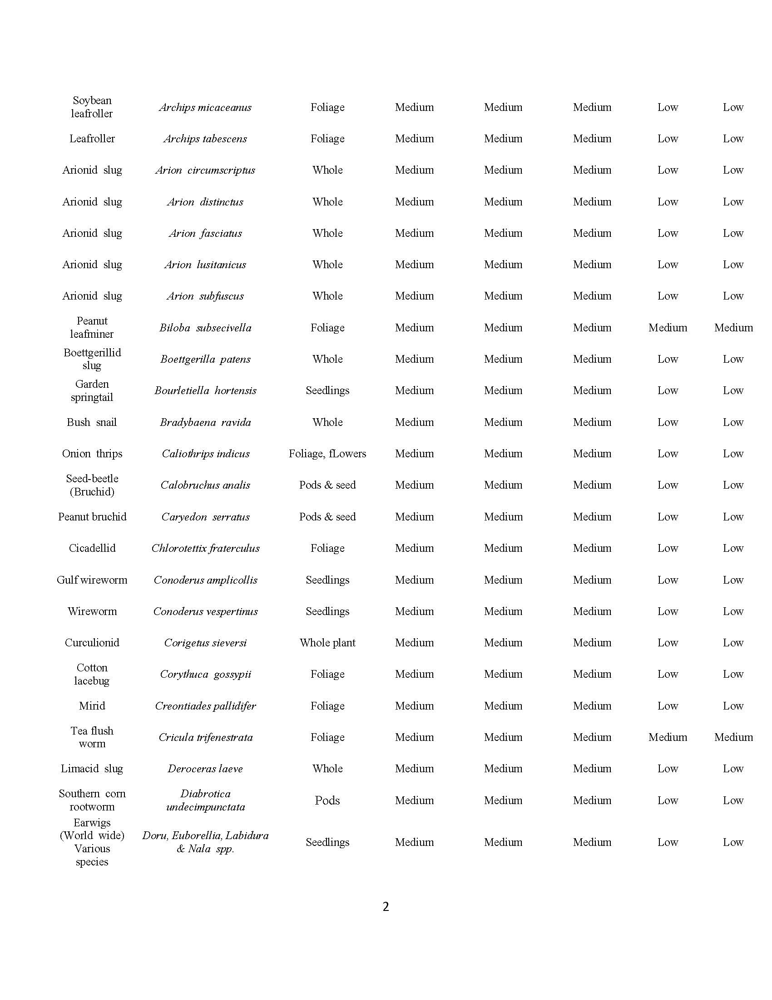 Soybean
leafroller Archips micaceanus Foliage Medium Medium Medium Low Low
Leafroller Archips tabescens Foliage Medium Medium Medium Low Low
Arionid slug Arion circumscriptus Whole Medium Medium Medium Low Low
Arionid slug Arion distinctus Whole Medium Medium Medium Low Low
Arionid slug Arion fasciatus Whole Medium Medium Medium Low Low
Arionid slug Arion lusitanicus Whole Medium Medium Medium Low Low
Arionid slug Arion subfuscus Whole Medium Medium Medium Low Low
Peanut
leafminer Biloba subsecivella Foliage Medium Medium Medium Medium Medium
Boettgerillid
slug Boettgerilla patens Whole Medium Medium Medium Low Low
Garden
springtail Bourletiella hortensis Seedlings Medium Medium Medium Low Low
Bush snail Bradybaena ravida Whole Medium Medium Medium Low Low
Onion thrips Caliothrips indicus Foliage, fLowers Medium Medium Medium Low Low
Seed-beetle
(Bruchid) Calobruchus analis Pods & seed Medium Medium Medium Low Low
Peanut bruchid Caryedon serratus Pods & seed Medium Medium Medium Low Low
Cicadellid Chlorotettix fraterculus Foliage Medium Medium Medium Low Low
Gulf wireworm Conoderus amplicollis Seedlings Medium Medium Medium Low Low
Wireworm Conoderus vespertinus Seedlings Medium Medium Medium Low Low
Curculionid Corigetus sieversi Whole plant Medium Medium Medium Low Low
Cotton
lacebug Corythuca gossypii Foliage Medium Medium Medium Low Low
Mirid Creontiades pallidifer Foliage Medium Medium Medium Low Low
Tea flush
worm Cricula trifenestrata Foliage Medium Medium Medium Medium Medium
Limacid slug Deroceras laeve Whole Medium Medium Medium Low Low
Southern corn Diabrotica
rootworm undecimpunctata Pods Medium Medium Medium Low Low
Earwigs
(World wide) Doru, Euborellia, Labidura
Various & Nala spp. Seedlings Medium Medium Medium Low Low
species
2